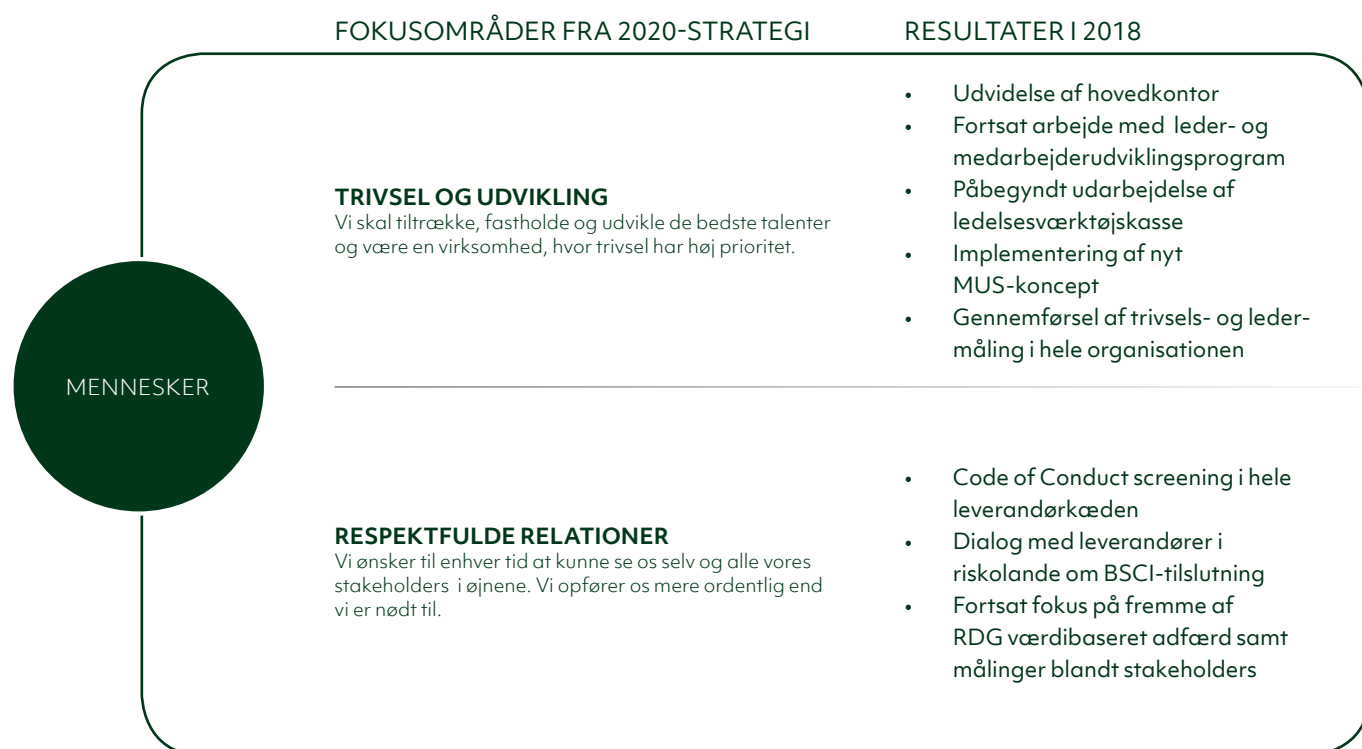 FOKUSOMRÅDER FRA 2020-STRATEGI
RESULTATER I 2018
MENNESKER
TRIVSEL OG UDVIKLING
Vi skal tiltrække, fastholde og udvikle de bedste talenter
og være en virksomhed, hvor trivsel har høj prioritet.
• Udvidelse af hovedkontor
• Fortsat arbejde med leder- og
medarbejderudviklingsprogram
• Påbegyndt udarbejdelse af
ledelsesværktøjskasse
• Implementering af nyt
MUS-koncept
• Gennemførsel af trivsels- og leder-
måling i hele organisationen
RESPEKTFULDE RELATIONER
Vi ønsker til enhver tid at kunne se os selv og alle vores
stakeholders i øjnene. Vi opfører os mere ordentlig end
vi er nødt til.
• Code of Conduct screening i hele
leverandørkæden
• Dialog med leverandører i
riskolande om BSCI-tilslutning
• Fortsat fokus på fremme af
RDG værdibaseret adfærd samt
målinger blandt stakeholders